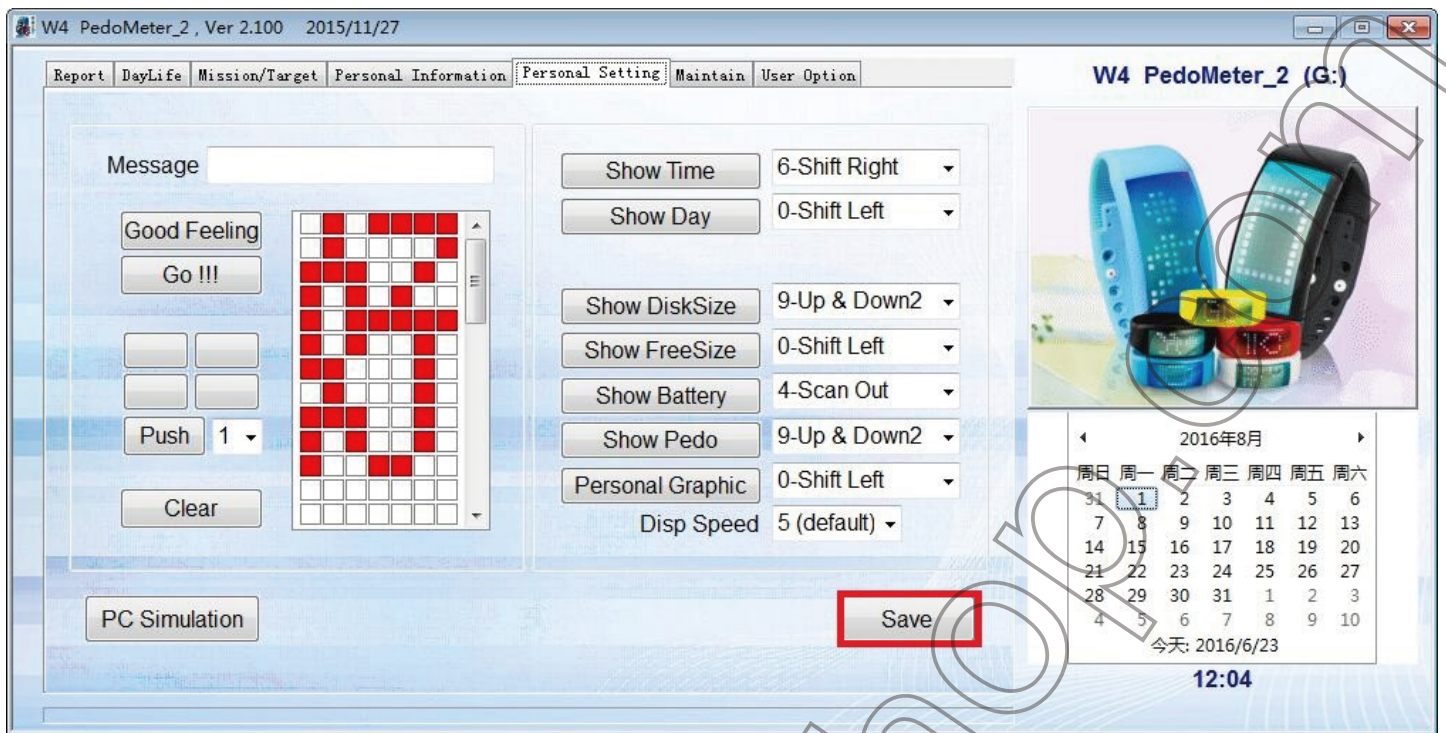 W4 PedoMeter_2 , Ver 2.100 2015/11/27
Report DayLife Mission/Target Personal Information Personal Setting Maintain User Option
W4 PedoMeter_2 (G:)
Message
Good Feeling
Go !!!
Push 1
Clear
Show Time 6-Shift Right
Show Day 0-Shift Left
Show DiskSize 9-Up & Down2
Show FreeSize 0-Shift Left
Show Battery 4-Scan Out
Show Pedo 9-Up & Down2
Personal Graphic 0-Shift Left
Disp Speed 5 (default)
PC Simulation
Save
2016年8月
周日 周一 周二 周三 周四 周五 周六
31 1 2 3 4 5 6
7 8 9 10 11 12 13
14 15 16 17 18 19 20
21 22 23 24 25 26 27
28 29 30 31 1 2 3
4 5 6 7 8 9 10
今天: 2016/6/23
12:04